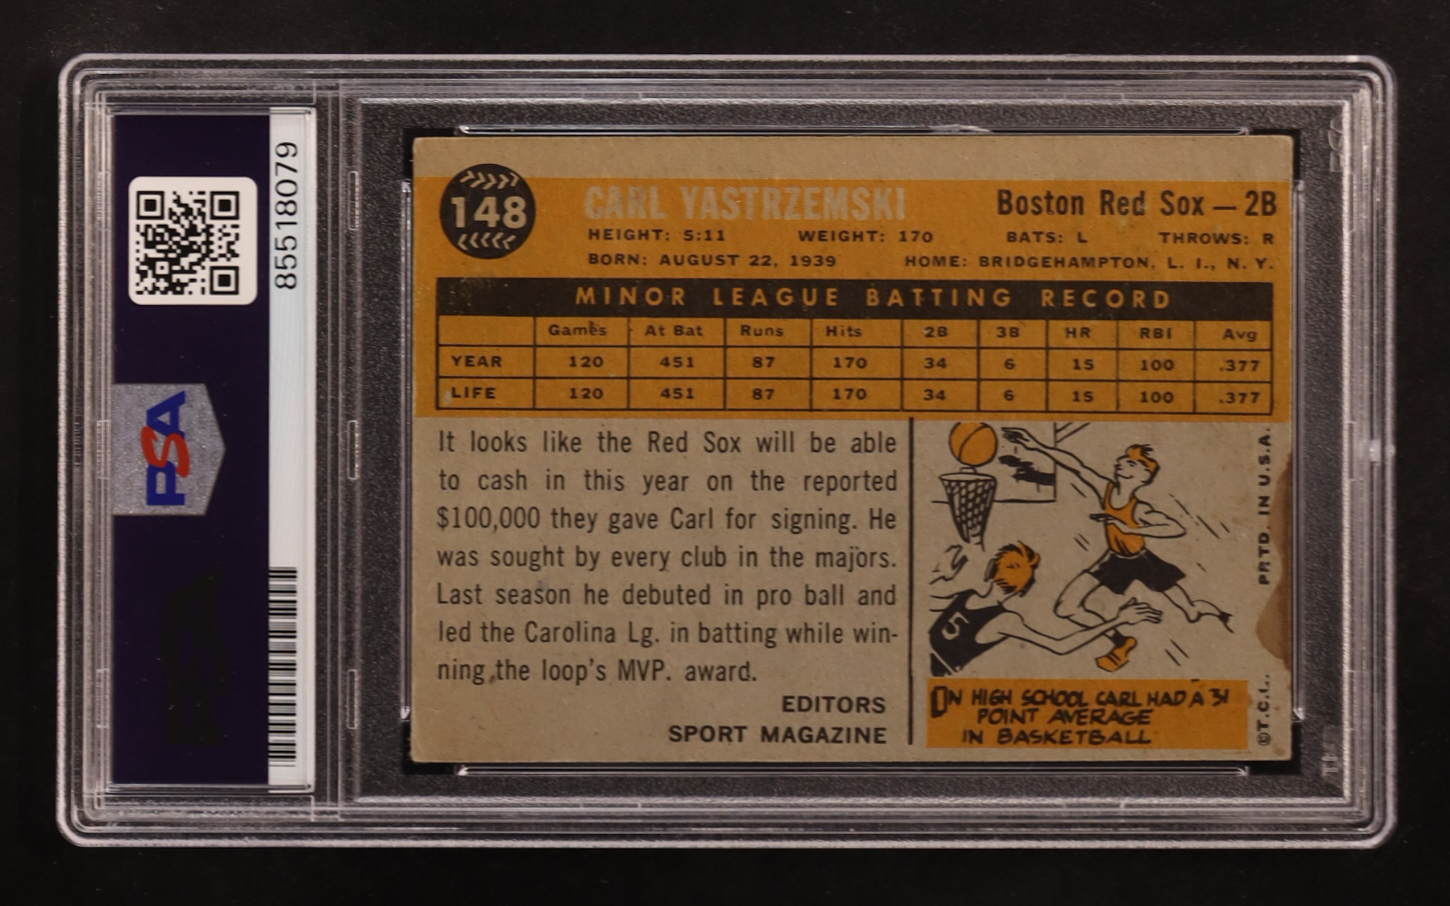 85518079
PSA
148
CARL YASTRZEMSKI
Boston Red Sox — 2B
HEIGHT: 5:11 WEIGHT: 170 BATS: L THROWS: R
BORN: AUGUST 22, 1939 HOME: BRIDGEHAMPTON, L. I., N. Y.
MINOR LEAGUE BATTING RECORD
Games At Bat Runs Hits 2B 3B HR RBI Avg
YEAR 120 451 87 170 34 6 15 100 .377
LIFE 120 451 87 170 34 6 15 100 .377
It looks like the Red Sox will be able
to cash in this year on the reported
$100,000 they gave Carl for signing. He
was sought by every club in the majors.
Last season he debuted in pro ball and
led the Carolina Lg. in batting while win-
ning the loop's MVP. award.
EDITORS
SPORT MAGAZINE
5
IN HIGH SCHOOL CARL HAD A 31
POINT AVERAGE
IN BASKETBALL
©T.C.G. PRTD. IN U.S.A.